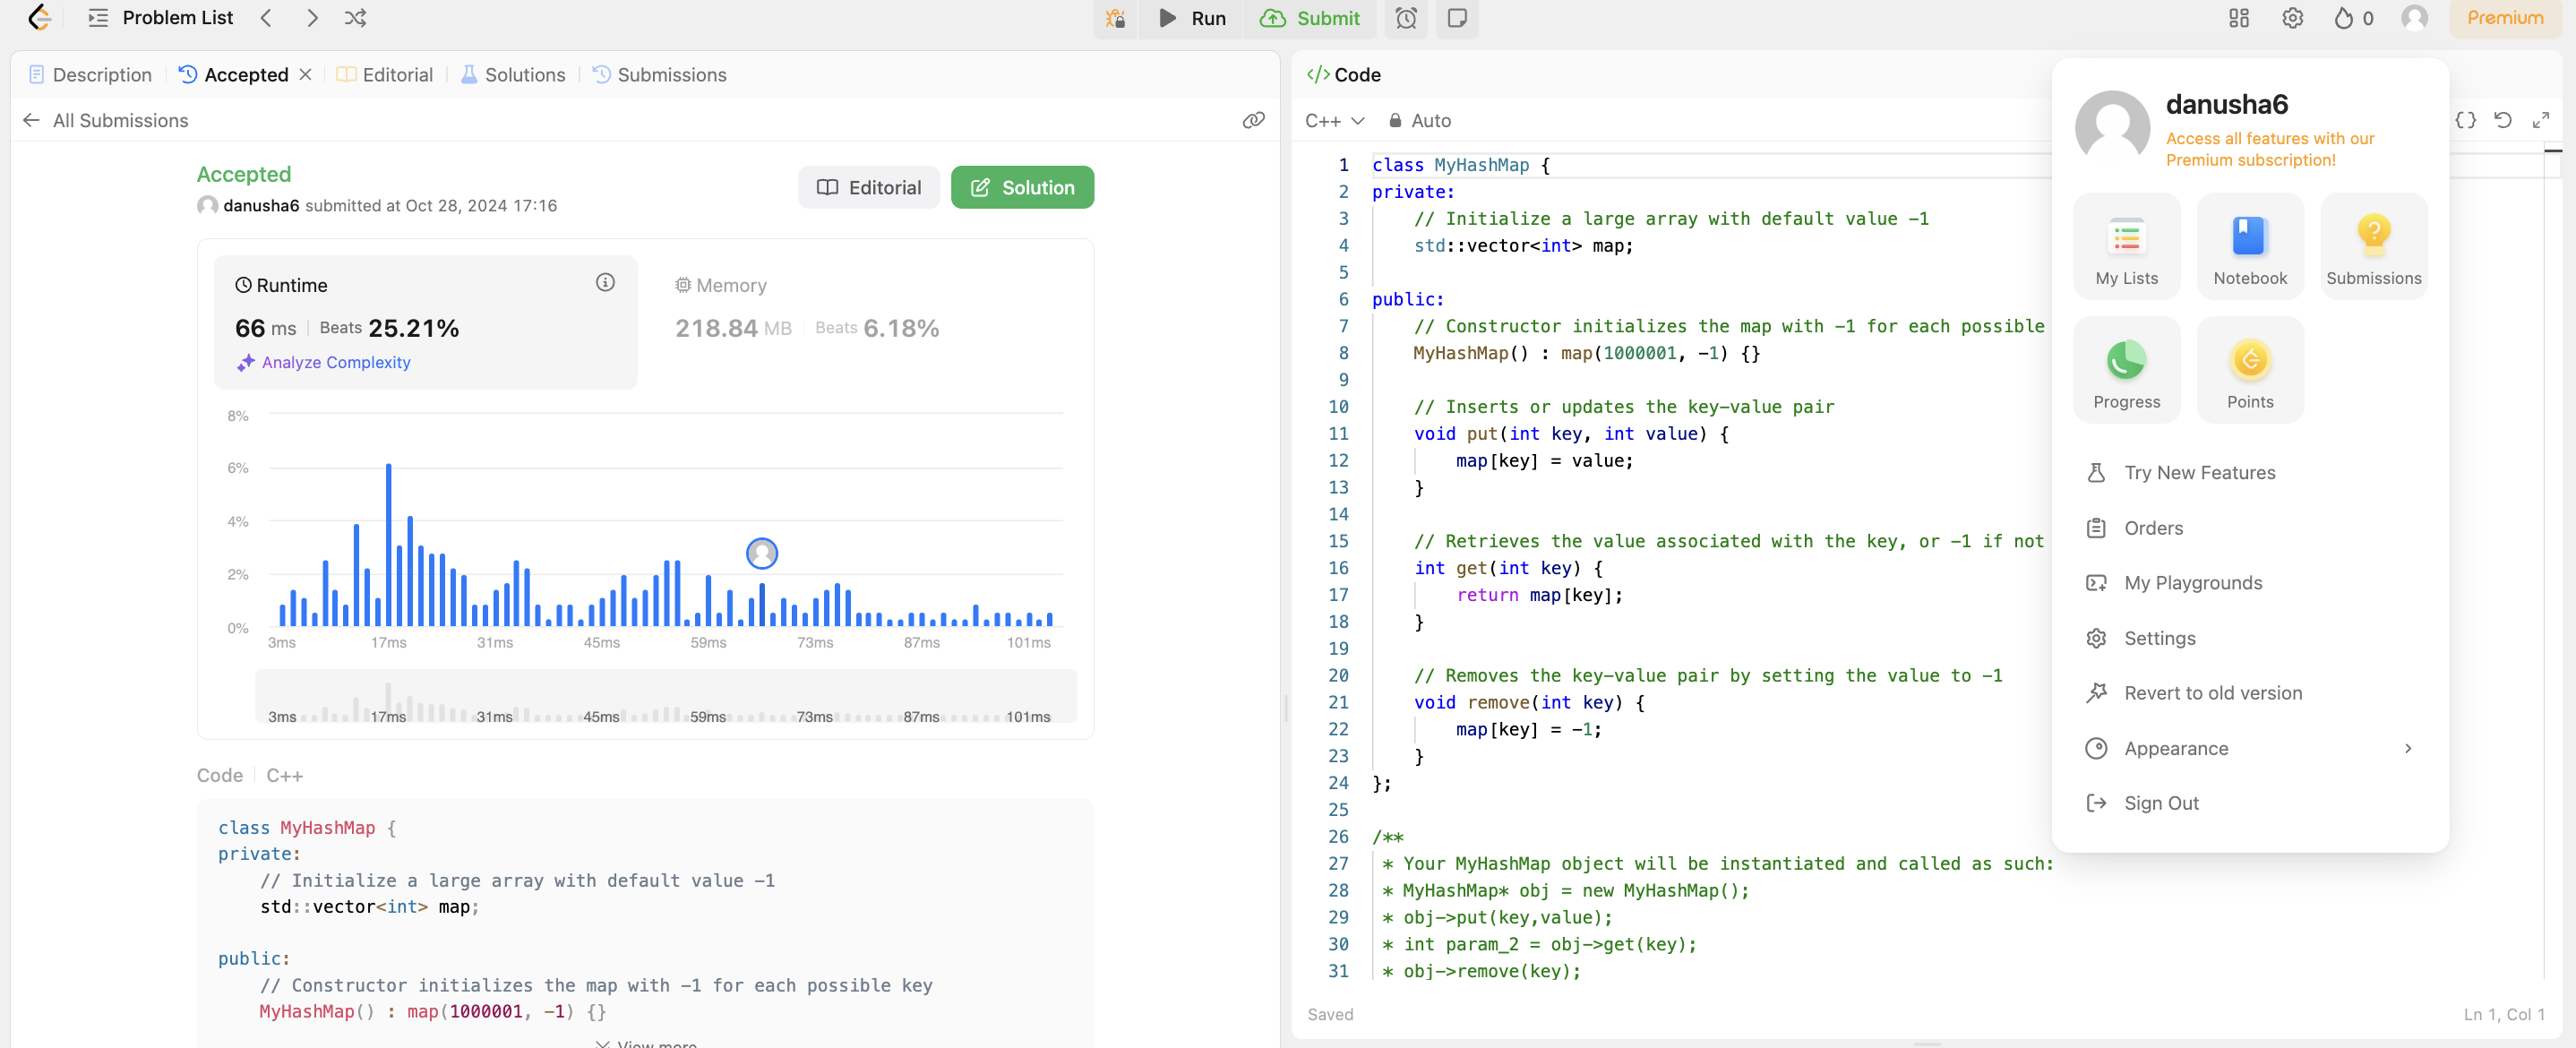 Problem List
Run
Submit
0
Premium
Description
Accepted
Editorial
Solutions
Submissions
All Submissions
Accepted
danusha6 submitted at Oct 28, 2024 17:16
Editorial
Solution
Runtime
66 ms | Beats 25.21%
Analyze Complexity
Memory
218.84 MB | Beats 6.18%
8%
6%
4%
2%
0%
3ms 17ms 31ms 45ms 59ms 73ms 87ms 101ms
3ms 17ms 31ms 45ms 59ms 73ms 87ms 101ms
Code | C++
class MyHashMap {
private:
    // Initialize a large array with default value -1
    std::vector<int> map;

public:
    // Constructor initializes the map with -1 for each possible key
    MyHashMap() : map(1000001, -1) {}
View more
</> Code
C++ Auto
1 class MyHashMap {
2 private:
3     // Initialize a large array with default value -1
4     std::vector<int> map;
5
6 public:
7     // Constructor initializes the map with -1 for each possible
8     MyHashMap() : map(1000001, -1) {}
9
10     // Inserts or updates the key-value pair
11     void put(int key, int value) {
12         map[key] = value;
13     }
14
15     // Retrieves the value associated with the key, or -1 if not
16     int get(int key) {
17         return map[key];
18     }
19
20     // Removes the key-value pair by setting the value to -1
21     void remove(int key) {
22         map[key] = -1;
23     }
24 };
25
26 /**
27  * Your MyHashMap object will be instantiated and called as such:
28  * MyHashMap* obj = new MyHashMap();
29  * obj->put(key,value);
30  * int param_2 = obj->get(key);
31  * obj->remove(key);
Saved
Ln 1, Col 1
{}
danusha6
Access all features with our
Premium subscription!
My Lists
Notebook
Submissions
Progress
Points
Try New Features
Orders
My Playgrounds
Settings
Revert to old version
Appearance
Sign Out